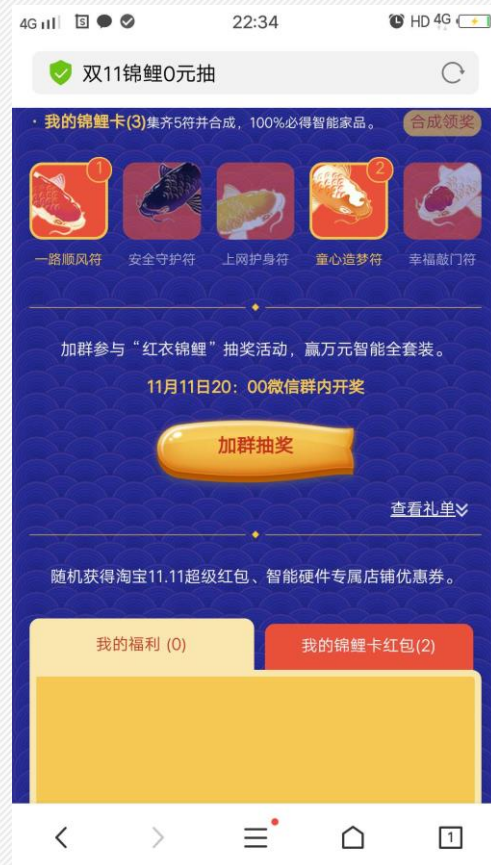 4G S 22:34 HD 4G
双11锦鲤0元抽
· 我的锦鲤卡(3)集齐5符并合成，100%必得智能家品。 合成领奖
1 2
一路顺风符 安全守护符 上网护身符 童心造梦符 幸福敲门符
加群参与“红衣锦鲤”抽奖活动，赢万元智能全套装。
11月11日20：00微信群内开奖
加群抽奖
查看礼单
随机获得淘宝11.11超级红包、智能硬件专属店铺优惠券。
我的福利 (0) 我的锦鲤卡红包(2)
1